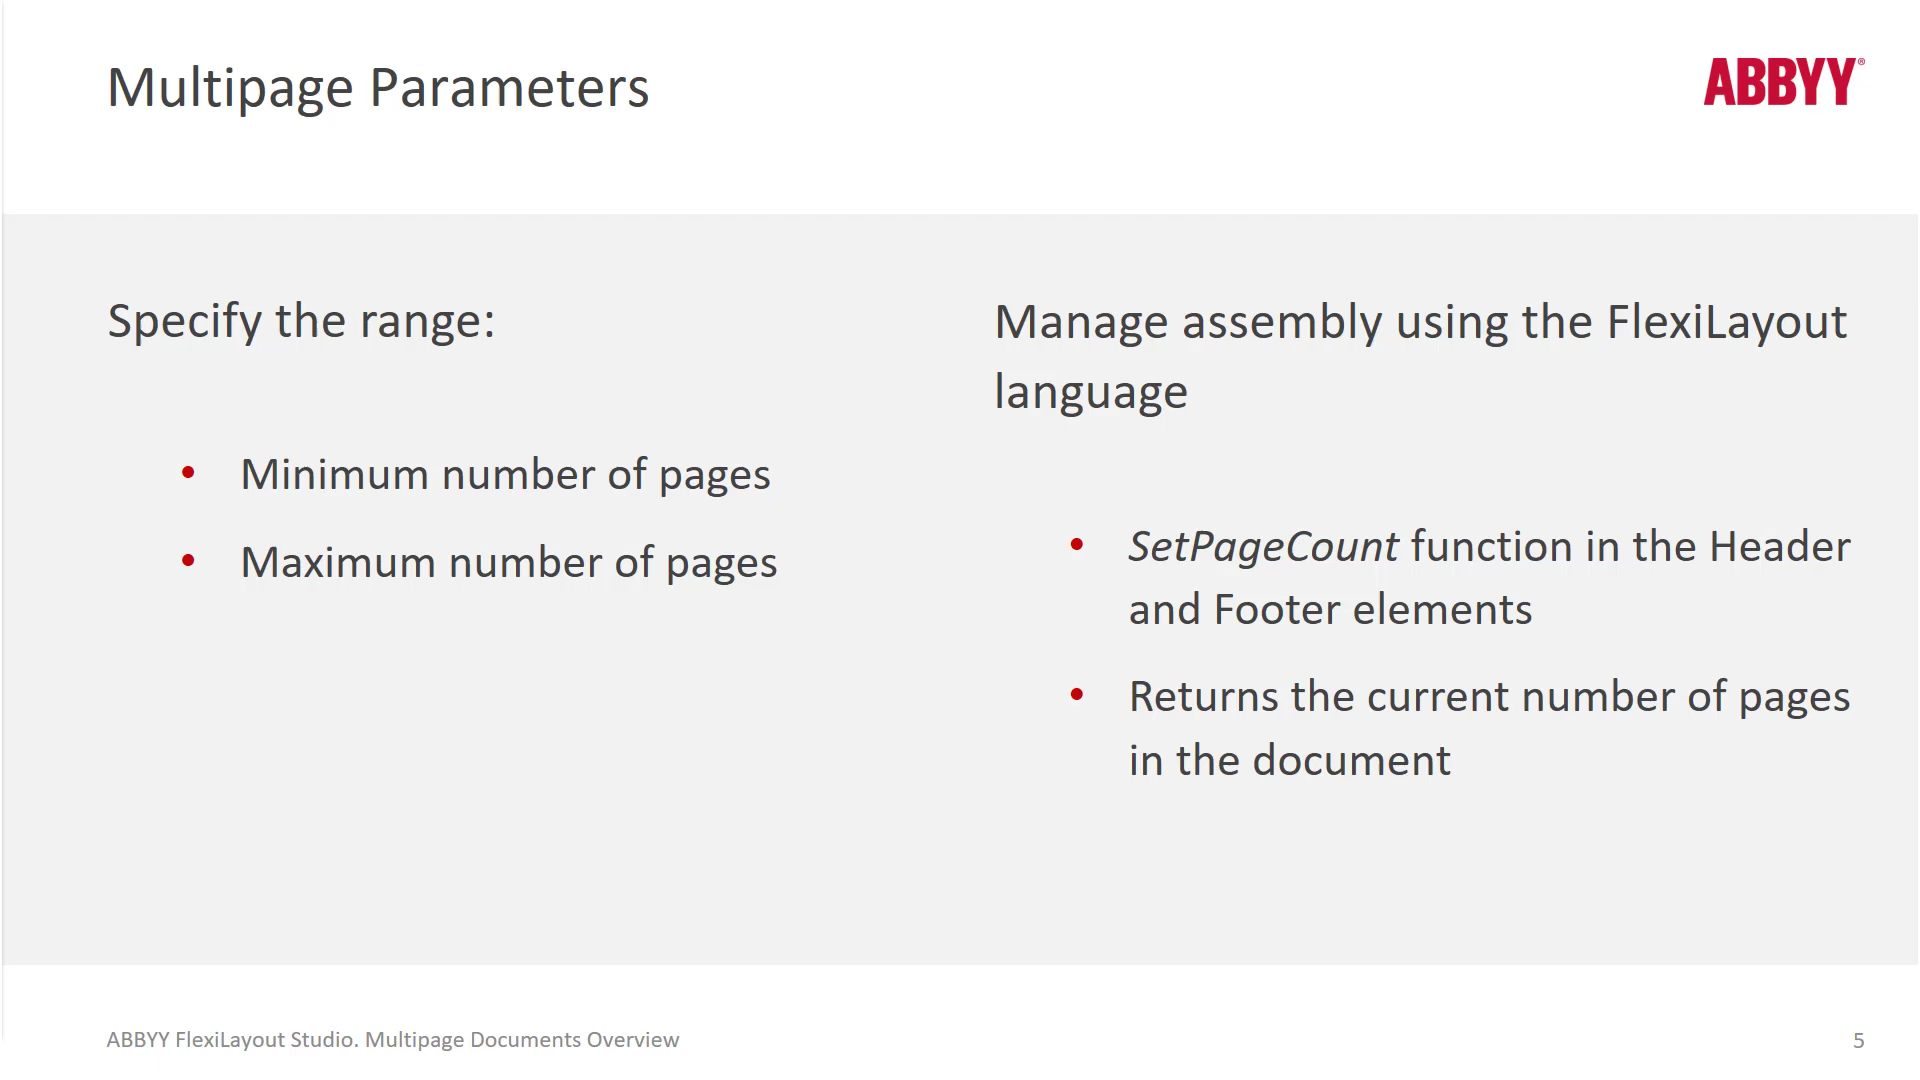 Multipage Parameters
ABBYY®
Specify the range:
• Minimum number of pages
• Maximum number of pages
Manage assembly using the FlexiLayout
language
• SetPageCount function in the Header
and Footer elements
• Returns the current number of pages
in the document
ABBYY FlexiLayout Studio. Multipage Documents Overview
5